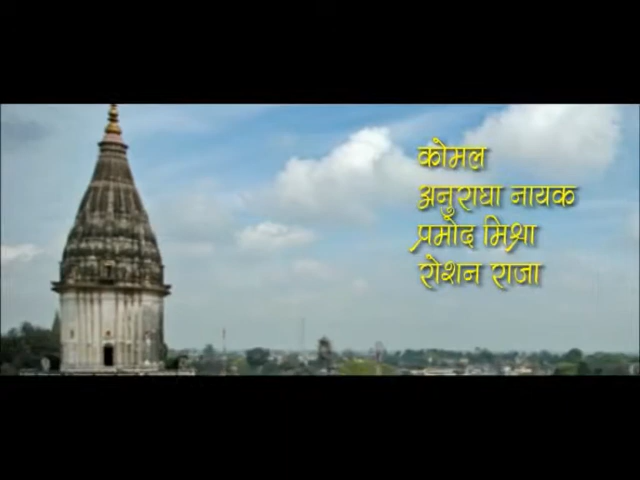 कोमल
अनुराधा नायक
प्रमोद मिश्रा
रोशन राजा